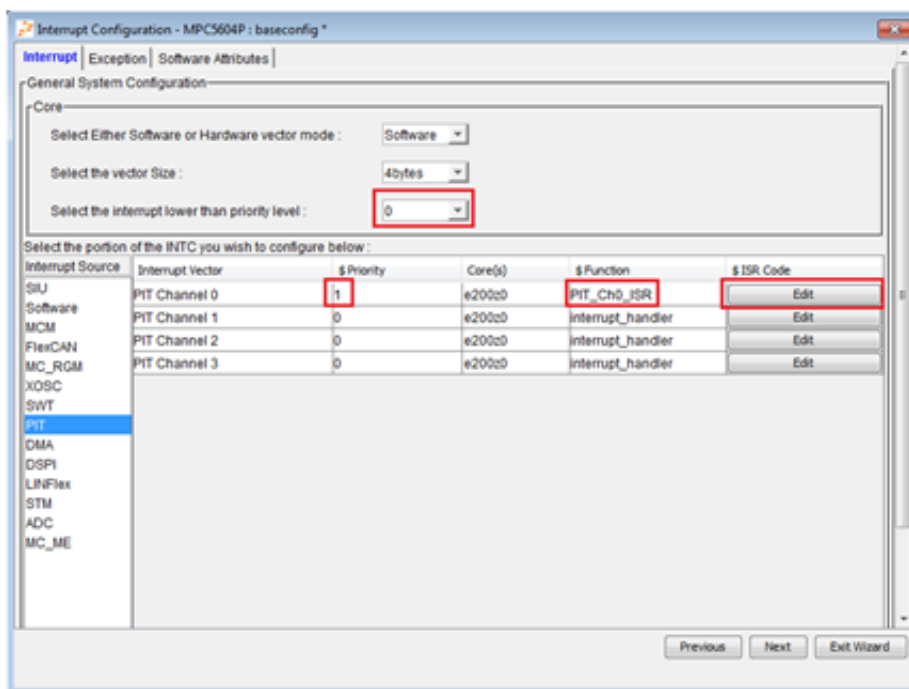 Interrupt Configuration - MPC5604P : baseconfig *
Interrupt Exception Software Attributes
General System Configuration
Core
Select Either Software or Hardware vector mode : Software
Select the vector Size : 4bytes
Select the interrupt lower than priority level : 0
Select the portion of the INTC you wish to configure below :
Interrupt Source Interrupt Vector $ Priority Core(s) $ Function $ ISR Code
SIU
PIT Channel 0 1 e200z0 PIT_Ch0_ISR Edit
Software
PIT Channel 1 0 e200z0 interrupt_handler Edit
MCM
PIT Channel 2 0 e200z0 interrupt_handler Edit
FlexCAN
PIT Channel 3 0 e200z0 interrupt_handler Edit
MC_RGM
XOSC
SWT
PIT
DMA
DSPI
LINFlex
STM
ADC
MC_ME
Previous Next Exit Wizard